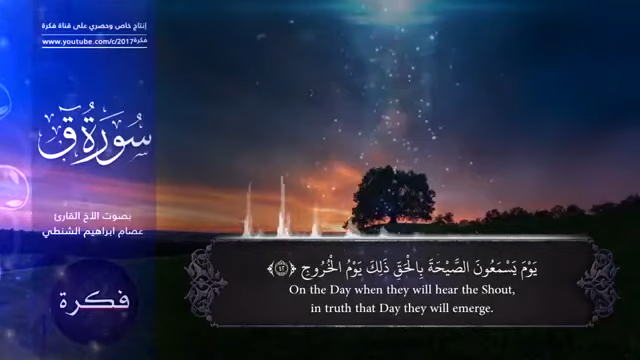 إنتاج خاص وحصري على قناة فكرة
www.youtube.com/c/2017فكرة
سُورَةُ ق
بصوت الأخ القارئ
عصام ابراهيم الشنطي
فكرة
يَوْمَ يَسْمَعُونَ الصَّيْحَةَ بِالْحَقِّ ذَلِكَ يَوْمُ الْخُرُوجِ ﴿٤٢﴾
On the Day when they will hear the Shout,
in truth that Day they will emerge.